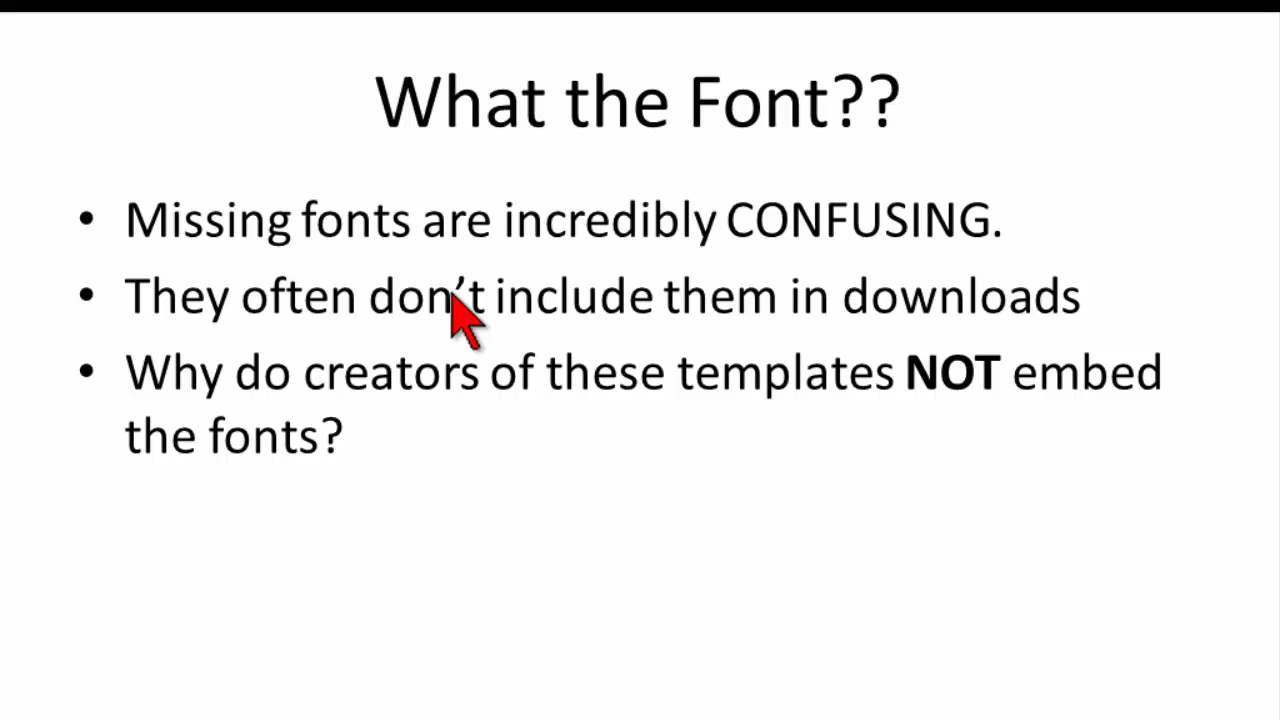 What the Font??
• Missing fonts are incredibly CONFUSING.
• They often don’t include them in downloads
• Why do creators of these templates NOT embed
the fonts?